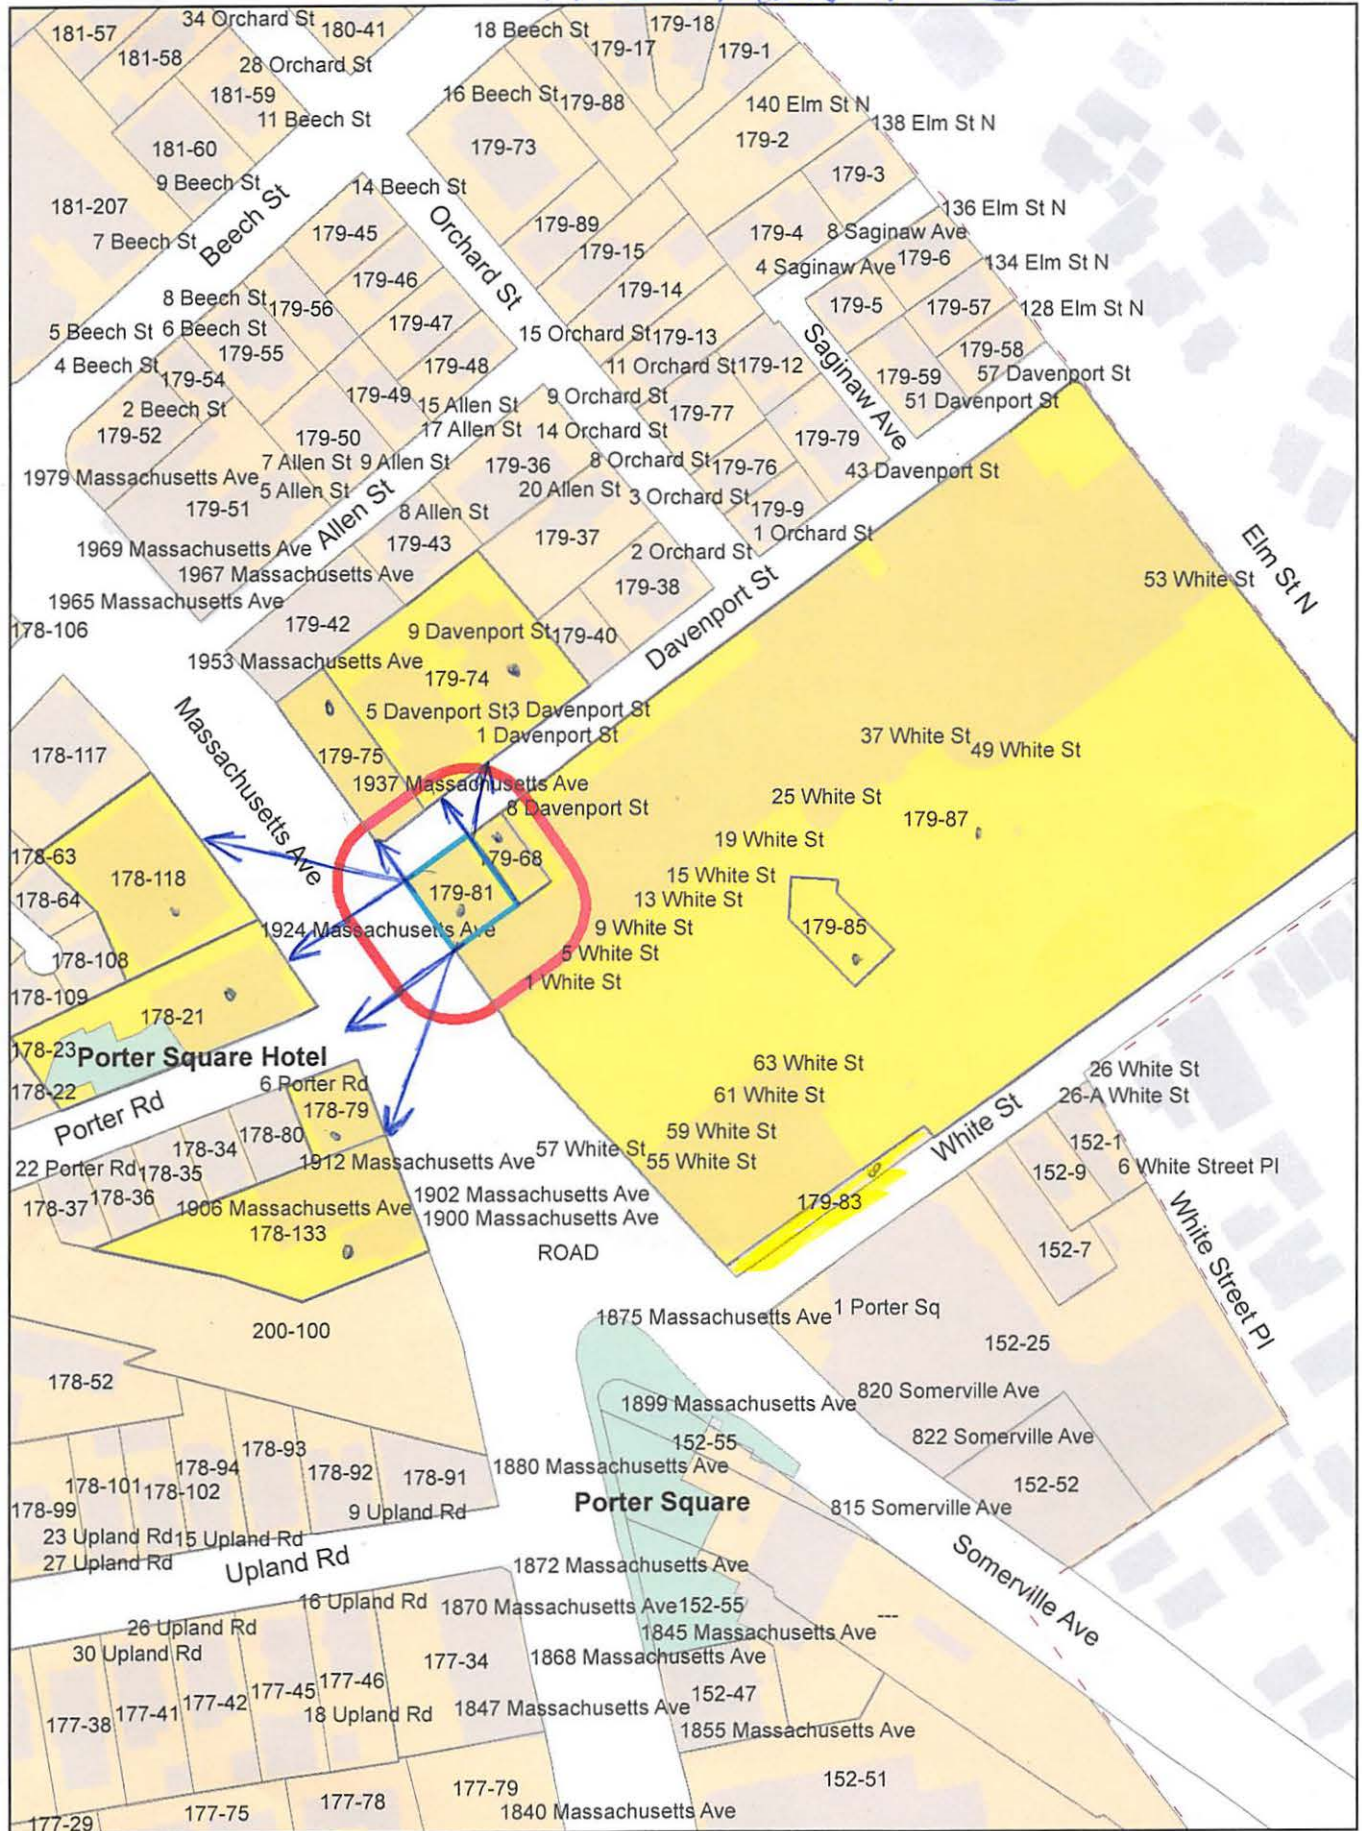 34 Orchard St
180-41
18 Beech St
179-18
181-57
179-17
179-1
181-58
28 Orchard St
181-59
16 Beech St
179-88
140 Elm St N
11 Beech St
138 Elm St N
181-60
179-73
179-2
9 Beech St
14 Beech St
179-3
181-207
136 Elm St N
7 Beech St
Beech St
179-45
Orchard St
179-89
179-4
8 Saginaw Ave
179-15
179-6
134 Elm St N
179-46
4 Saginaw Ave
8 Beech St
179-56
179-14
179-5
179-57
128 Elm St N
5 Beech St
6 Beech St
179-47
15 Orchard St
179-13
Saginaw Ave
179-55
179-58
4 Beech St
179-48
11 Orchard St
179-12
179-54
179-59
57 Davenport St
179-49
9 Orchard St
51 Davenport St
2 Beech St
15 Allen St
179-77
179-52
17 Allen St
14 Orchard St
179-50
179-79
7 Allen St
9 Allen St
179-36
8 Orchard St
179-76
43 Davenport St
1979 Massachusetts Ave
5 Allen St
20 Allen St
3 Orchard St
179-51
Allen St
8 Allen St
179-9
1 Orchard St
1969 Massachusetts Ave
179-43
179-37
2 Orchard St
Elm St N
1967 Massachusetts Ave
179-38
53 White St
1965 Massachusetts Ave
178-106
179-42
9 Davenport St
179-40
Davenport St
1953 Massachusetts Ave
179-74
Massachusetts Ave
5 Davenport St
3 Davenport St
1 Davenport St
37 White St
49 White St
178-117
179-75
1937 Massachusetts Ave
8 Davenport St
25 White St
179-87
19 White St
178-63
179-68
178-118
15 White St
178-64
179-81
13 White St
1924 Massachusetts Ave
9 White St
179-85
178-108
5 White St
1 White St
178-109
178-21
178-23
Porter Square Hotel
63 White St
26 White St
178-22
6 Porter Rd
61 White St
26-A White St
Porter Rd
178-79
White St
178-34
178-80
59 White St
152-1
57 White St
22 Porter Rd
178-35
1912 Massachusetts Ave
55 White St
152-9
6 White Street Pl
178-37
178-36
1906 Massachusetts Ave
1902 Massachusetts Ave
179-83
1900 Massachusetts Ave
178-133
White Street Pl
ROAD
152-7
1875 Massachusetts Ave
1 Porter Sq
200-100
152-25
178-52
1899 Massachusetts Ave
820 Somerville Ave
178-93
152-55
822 Somerville Ave
178-94
178-92
178-91
1880 Massachusetts Ave
178-101
178-102
152-52
178-99
9 Upland Rd
Porter Square
815 Somerville Ave
23 Upland Rd
15 Upland Rd
27 Upland Rd
Upland Rd
1872 Massachusetts Ave
Somerville Ave
16 Upland Rd
1870 Massachusetts Ave
152-55
---
26 Upland Rd
1845 Massachusetts Ave
30 Upland Rd
177-34
1868 Massachusetts Ave
177-46
177-45
152-47
177-42
177-41
18 Upland Rd
1847 Massachusetts Ave
177-38
1855 Massachusetts Ave
177-79
152-51
177-78
177-75
1840 Massachusetts Ave
177-29